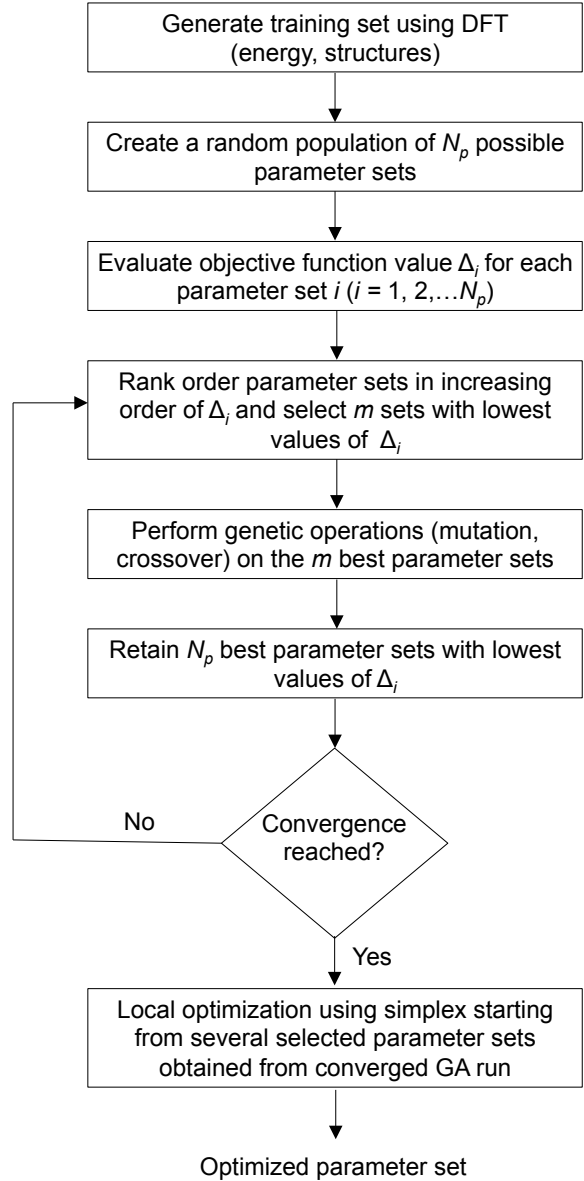 Generate training set using DFT
(energy, structures)
Create a random population of Nₚ possible
parameter sets
Evaluate objective function value Δᵢ for each
parameter set i (i = 1, 2,…Nₚ)
Rank order parameter sets in increasing
order of Δᵢ and select m sets with lowest
values of Δᵢ
Perform genetic operations (mutation,
crossover) on the m best parameter sets
Retain Nₚ best parameter sets with lowest
values of Δᵢ
No
Convergence
reached?
Yes
Local optimization using simplex starting
from several selected parameter sets
obtained from converged GA run
Optimized parameter set